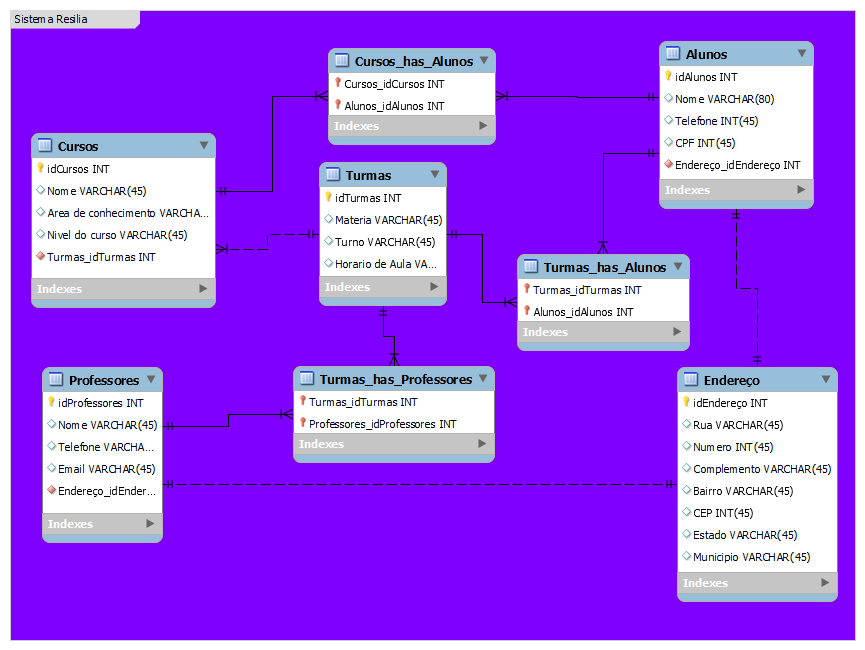 Sistema Resilia
Cursos_has_Alunos
Cursos_idCursos INT
Alunos_idAlunos INT
Indexes
Alunos
idAlunos INT
Nome VARCHAR(80)
Telefone INT(45)
CPF INT(45)
Endereço_idEndereço INT
Indexes
Cursos
idCursos INT
Nome VARCHAR(45)
Area de conhecimento VARCHA...
Nivel do curso VARCHAR(45)
Turmas_idTurmas INT
Indexes
Turmas
idTurmas INT
Materia VARCHAR(45)
Turno VARCHAR(45)
Horario de Aula VA...
Indexes
Turmas_has_Alunos
Turmas_idTurmas INT
Alunos_idAlunos INT
Indexes
Professores
idProfessores INT
Nome VARCHAR(45)
Telefone VARCHA...
Email VARCHAR(45)
Endereço_idEnder...
Indexes
Turmas_has_Professores
Turmas_idTurmas INT
Professores_idProfessores INT
Indexes
Endereço
idEndereço INT
Rua VARCHAR(45)
Numero INT(45)
Complemento VARCHAR(45)
Bairro VARCHAR(45)
CEP INT(45)
Estado VARCHAR(45)
Municipio VARCHAR(45)
Indexes